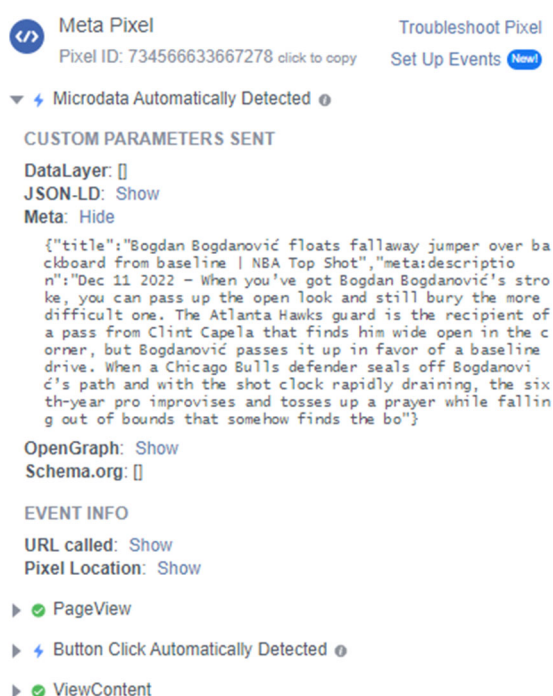 Meta Pixel
Troubleshoot Pixel
Pixel ID: 734566633667278 click to copy
Set Up Events New!
Microdata Automatically Detected
CUSTOM PARAMETERS SENT
DataLayer: []
JSON-LD: Show
Meta: Hide
{"title":"Bogdan Bogdanović floats fallaway jumper over ba
ckboard from baseline | NBA Top Shot","meta:descriptio
n":"Dec 11 2022 – When you've got Bogdan Bogdanović's stro
ke, you can pass up the open look and still bury the more
difficult one. The Atlanta Hawks guard is the recipient of
a pass from Clint Capela that finds him wide open in the c
orner, but Bogdanović passes it up in favor of a baseline
drive. When a Chicago Bulls defender seals off Bogdanovi
ć's path and with the shot clock rapidly draining, the six
th-year pro improvises and tosses up a prayer while fallin
g out of bounds that somehow finds the bo"}
OpenGraph: Show
Schema.org: []
EVENT INFO
URL called: Show
Pixel Location: Show
PageView
Button Click Automatically Detected
ViewContent